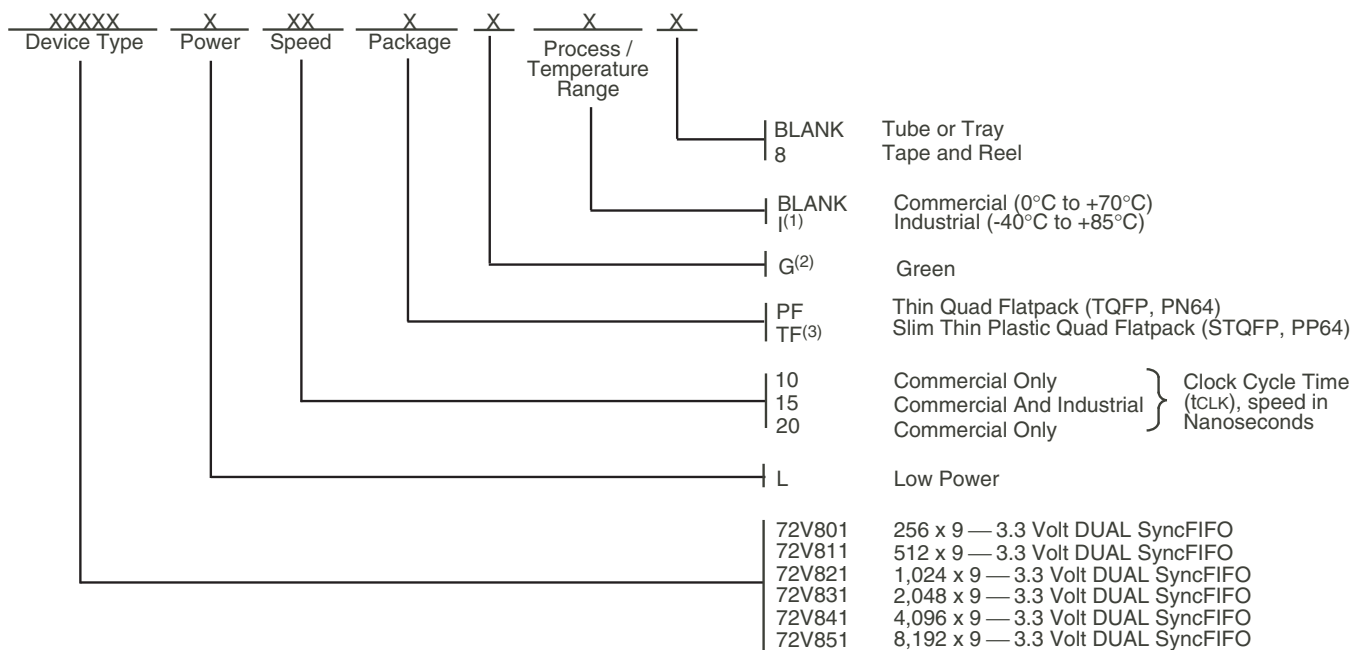 XXXXX X XX X X X X
Device Type Power Speed Package Process / Temperature Range
BLANK Tube or Tray
8 Tape and Reel
BLANK Commercial (0°C to +70°C)
I(1) Industrial (-40°C to +85°C)
G(2) Green
PF Thin Quad Flatpack (TQFP, PN64)
TF(3) Slim Thin Plastic Quad Flatpack (STQFP, PP64)
10 Commercial Only
15 Commercial And Industrial
20 Commercial Only
Clock Cycle Time
(tCLK), speed in
Nanoseconds
L Low Power
72V801 256 x 9 — 3.3 Volt DUAL SyncFIFO
72V811 512 x 9 — 3.3 Volt DUAL SyncFIFO
72V821 1,024 x 9 — 3.3 Volt DUAL SyncFIFO
72V831 2,048 x 9 — 3.3 Volt DUAL SyncFIFO
72V841 4,096 x 9 — 3.3 Volt DUAL SyncFIFO
72V851 8,192 x 9 — 3.3 Volt DUAL SyncFIFO